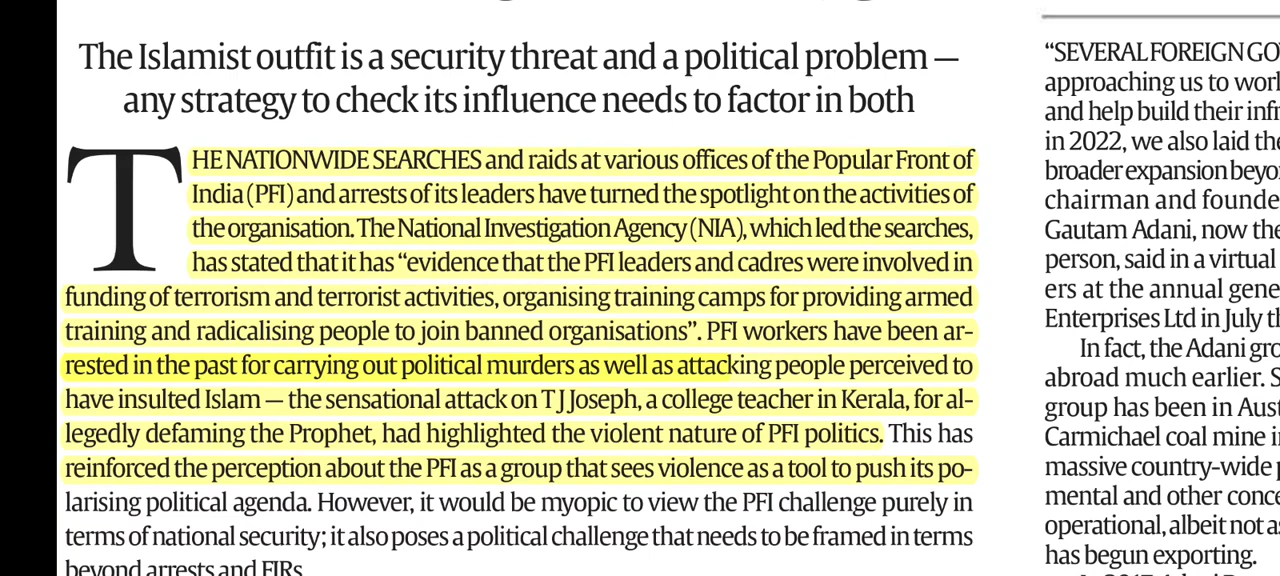 The Islamist outfit is a security threat and a political problem —
any strategy to check its influence needs to factor in both
THE NATIONWIDE SEARCHES and raids at various offices of the Popular Front of
India (PFI) and arrests of its leaders have turned the spotlight on the activities of
the organisation. The National Investigation Agency (NIA), which led the searches,
has stated that it has “evidence that the PFI leaders and cadres were involved in
funding of terrorism and terrorist activities, organising training camps for providing armed
training and radicalising people to join banned organisations”. PFI workers have been ar-
rested in the past for carrying out political murders as well as attacking people perceived to
have insulted Islam — the sensational attack on T J Joseph, a college teacher in Kerala, for al-
legedly defaming the Prophet, had highlighted the violent nature of PFI politics. This has
reinforced the perception about the PFI as a group that sees violence as a tool to push its po-
larising political agenda. However, it would be myopic to view the PFI challenge purely in
terms of national security; it also poses a political challenge that needs to be framed in terms
beyond arrests and FIRs.
“SEVERAL FOREIGN GO
approaching us to wor
and help build their infr
in 2022, we also laid the
broader expansion beyo
chairman and founde
Gautam Adani, now the
person, said in a virtual
ers at the annual gene
Enterprises Ltd in July th
In fact, the Adani gro
abroad much earlier. S
group has been in Aust
Carmichael coal mine i
massive country-wide p
mental and other conce
operational, albeit not as
has begun exporting.